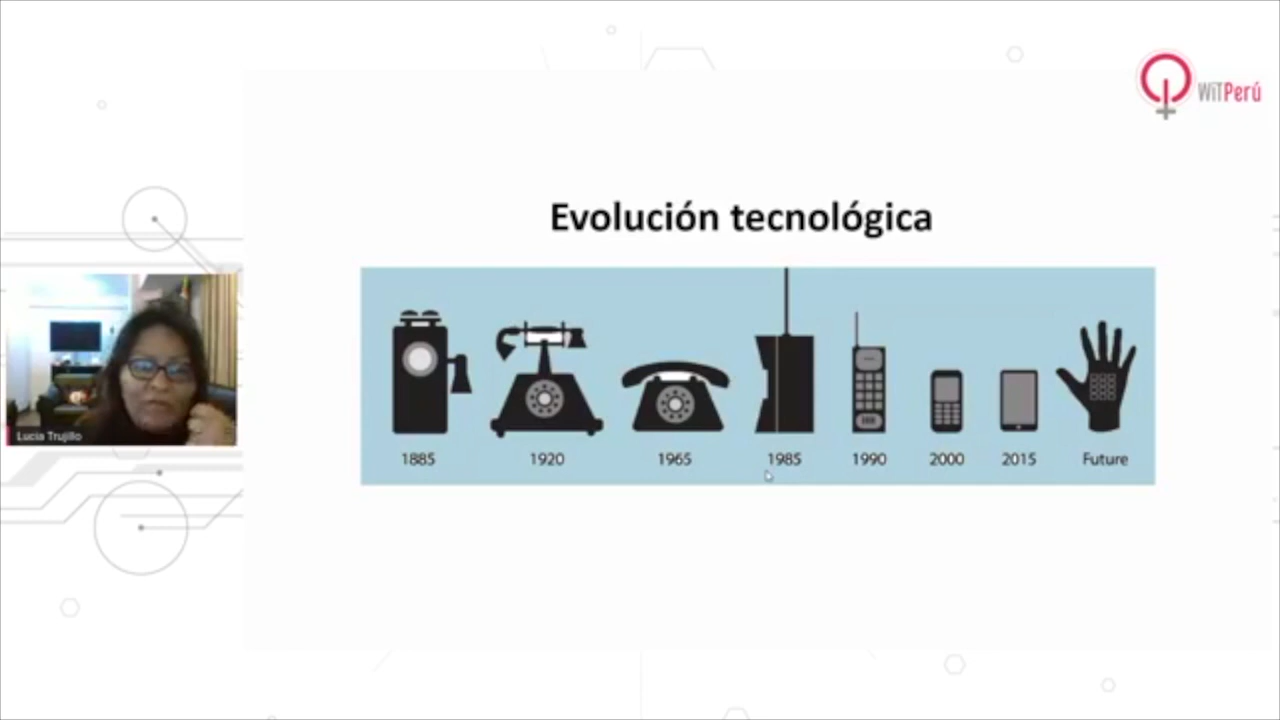 WiTPerú
Evolución tecnológica
1885 1920 1965 1985 1990 2000 2015 Future
Lucia Trujillo